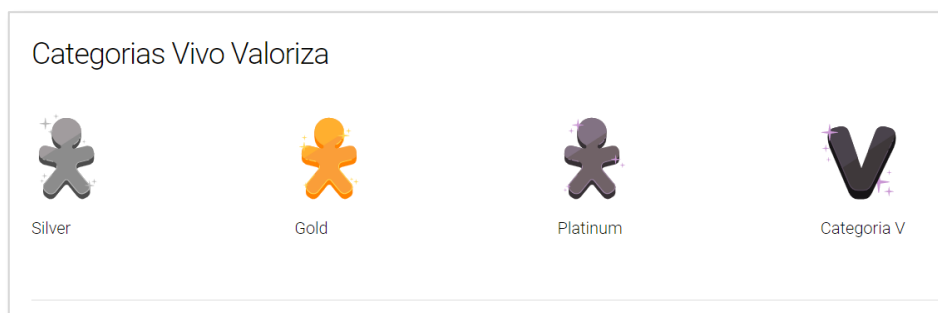 Categorias Vivo Valoriza
Silver
Gold
Platinum
Categoria V